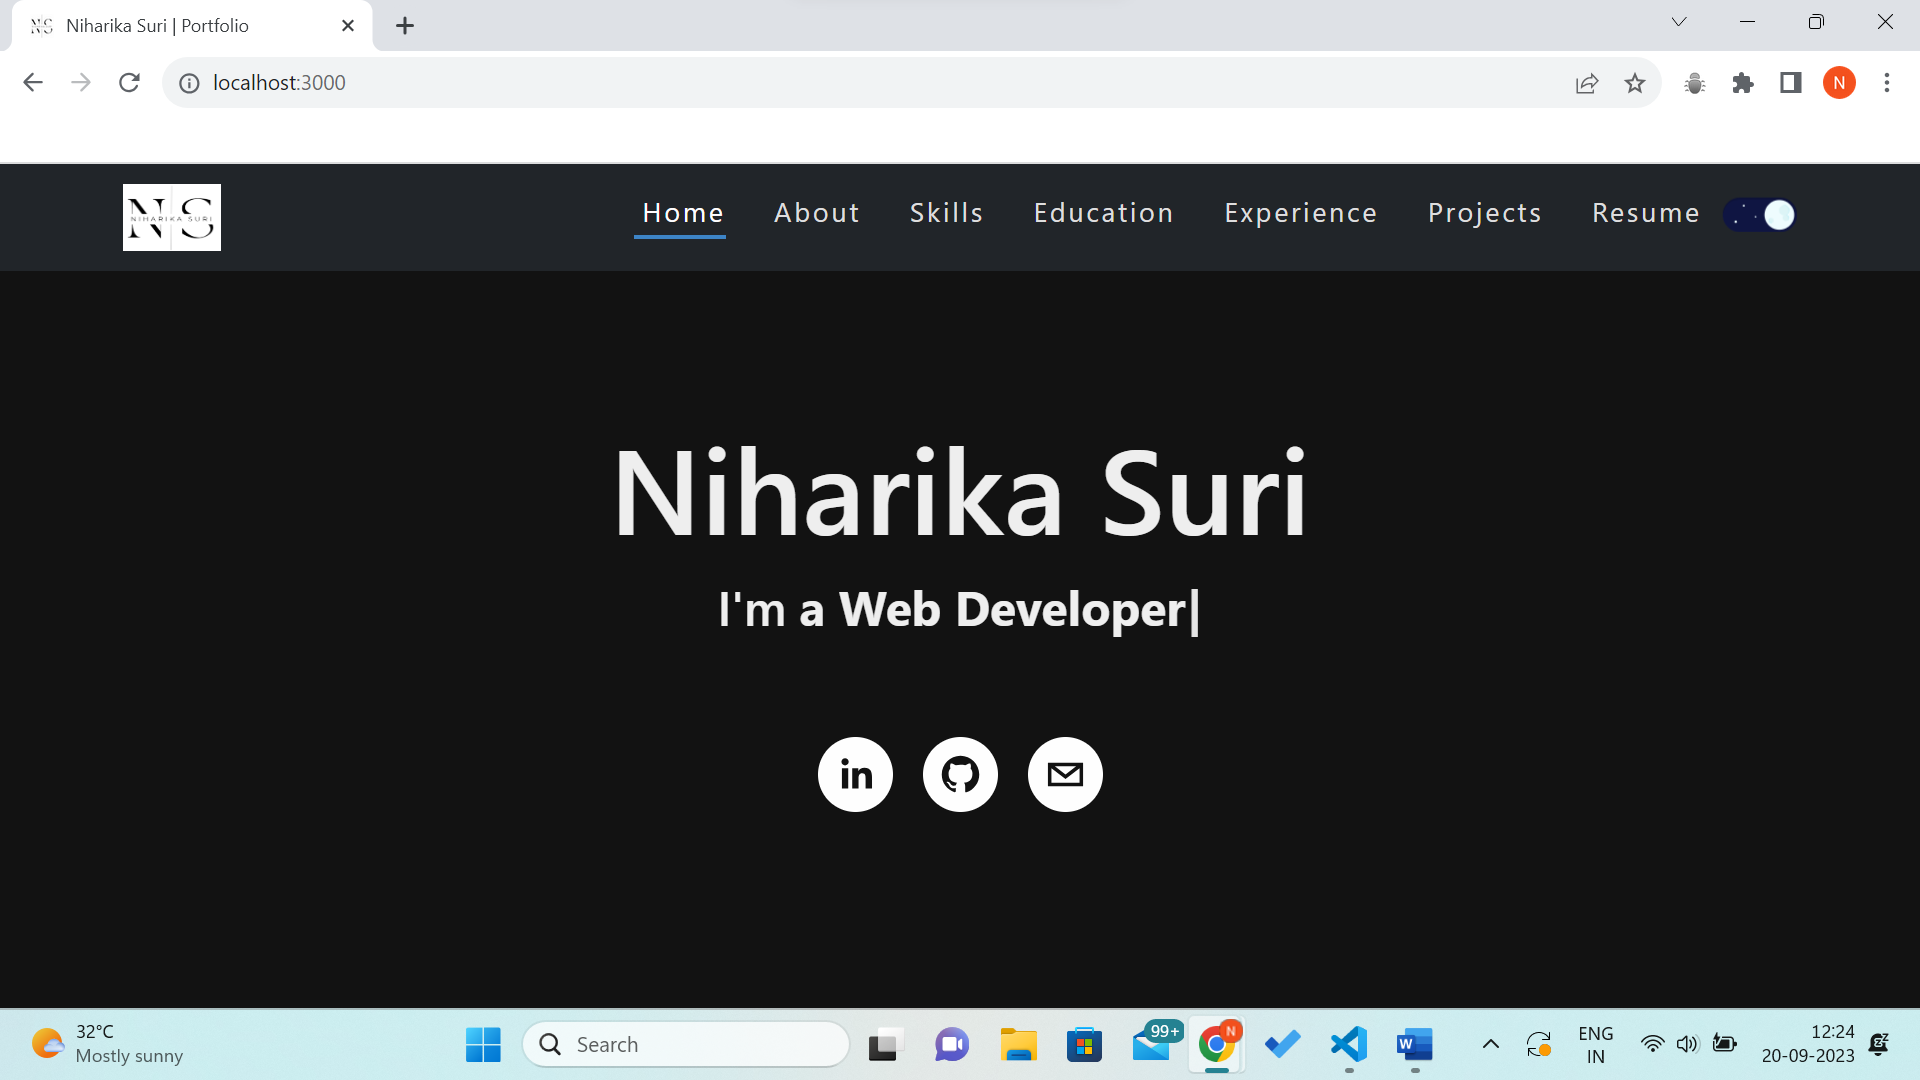 Niharika Suri | Portfolio
localhost:3000
N
NS
NIHARIKA SURI
Home About Skills Education Experience Projects Resume
Niharika Suri
I'm a Web Developer|
in
32°C
Mostly sunny
Search
99+
N
W
ENG
IN
12:24
20-09-2023